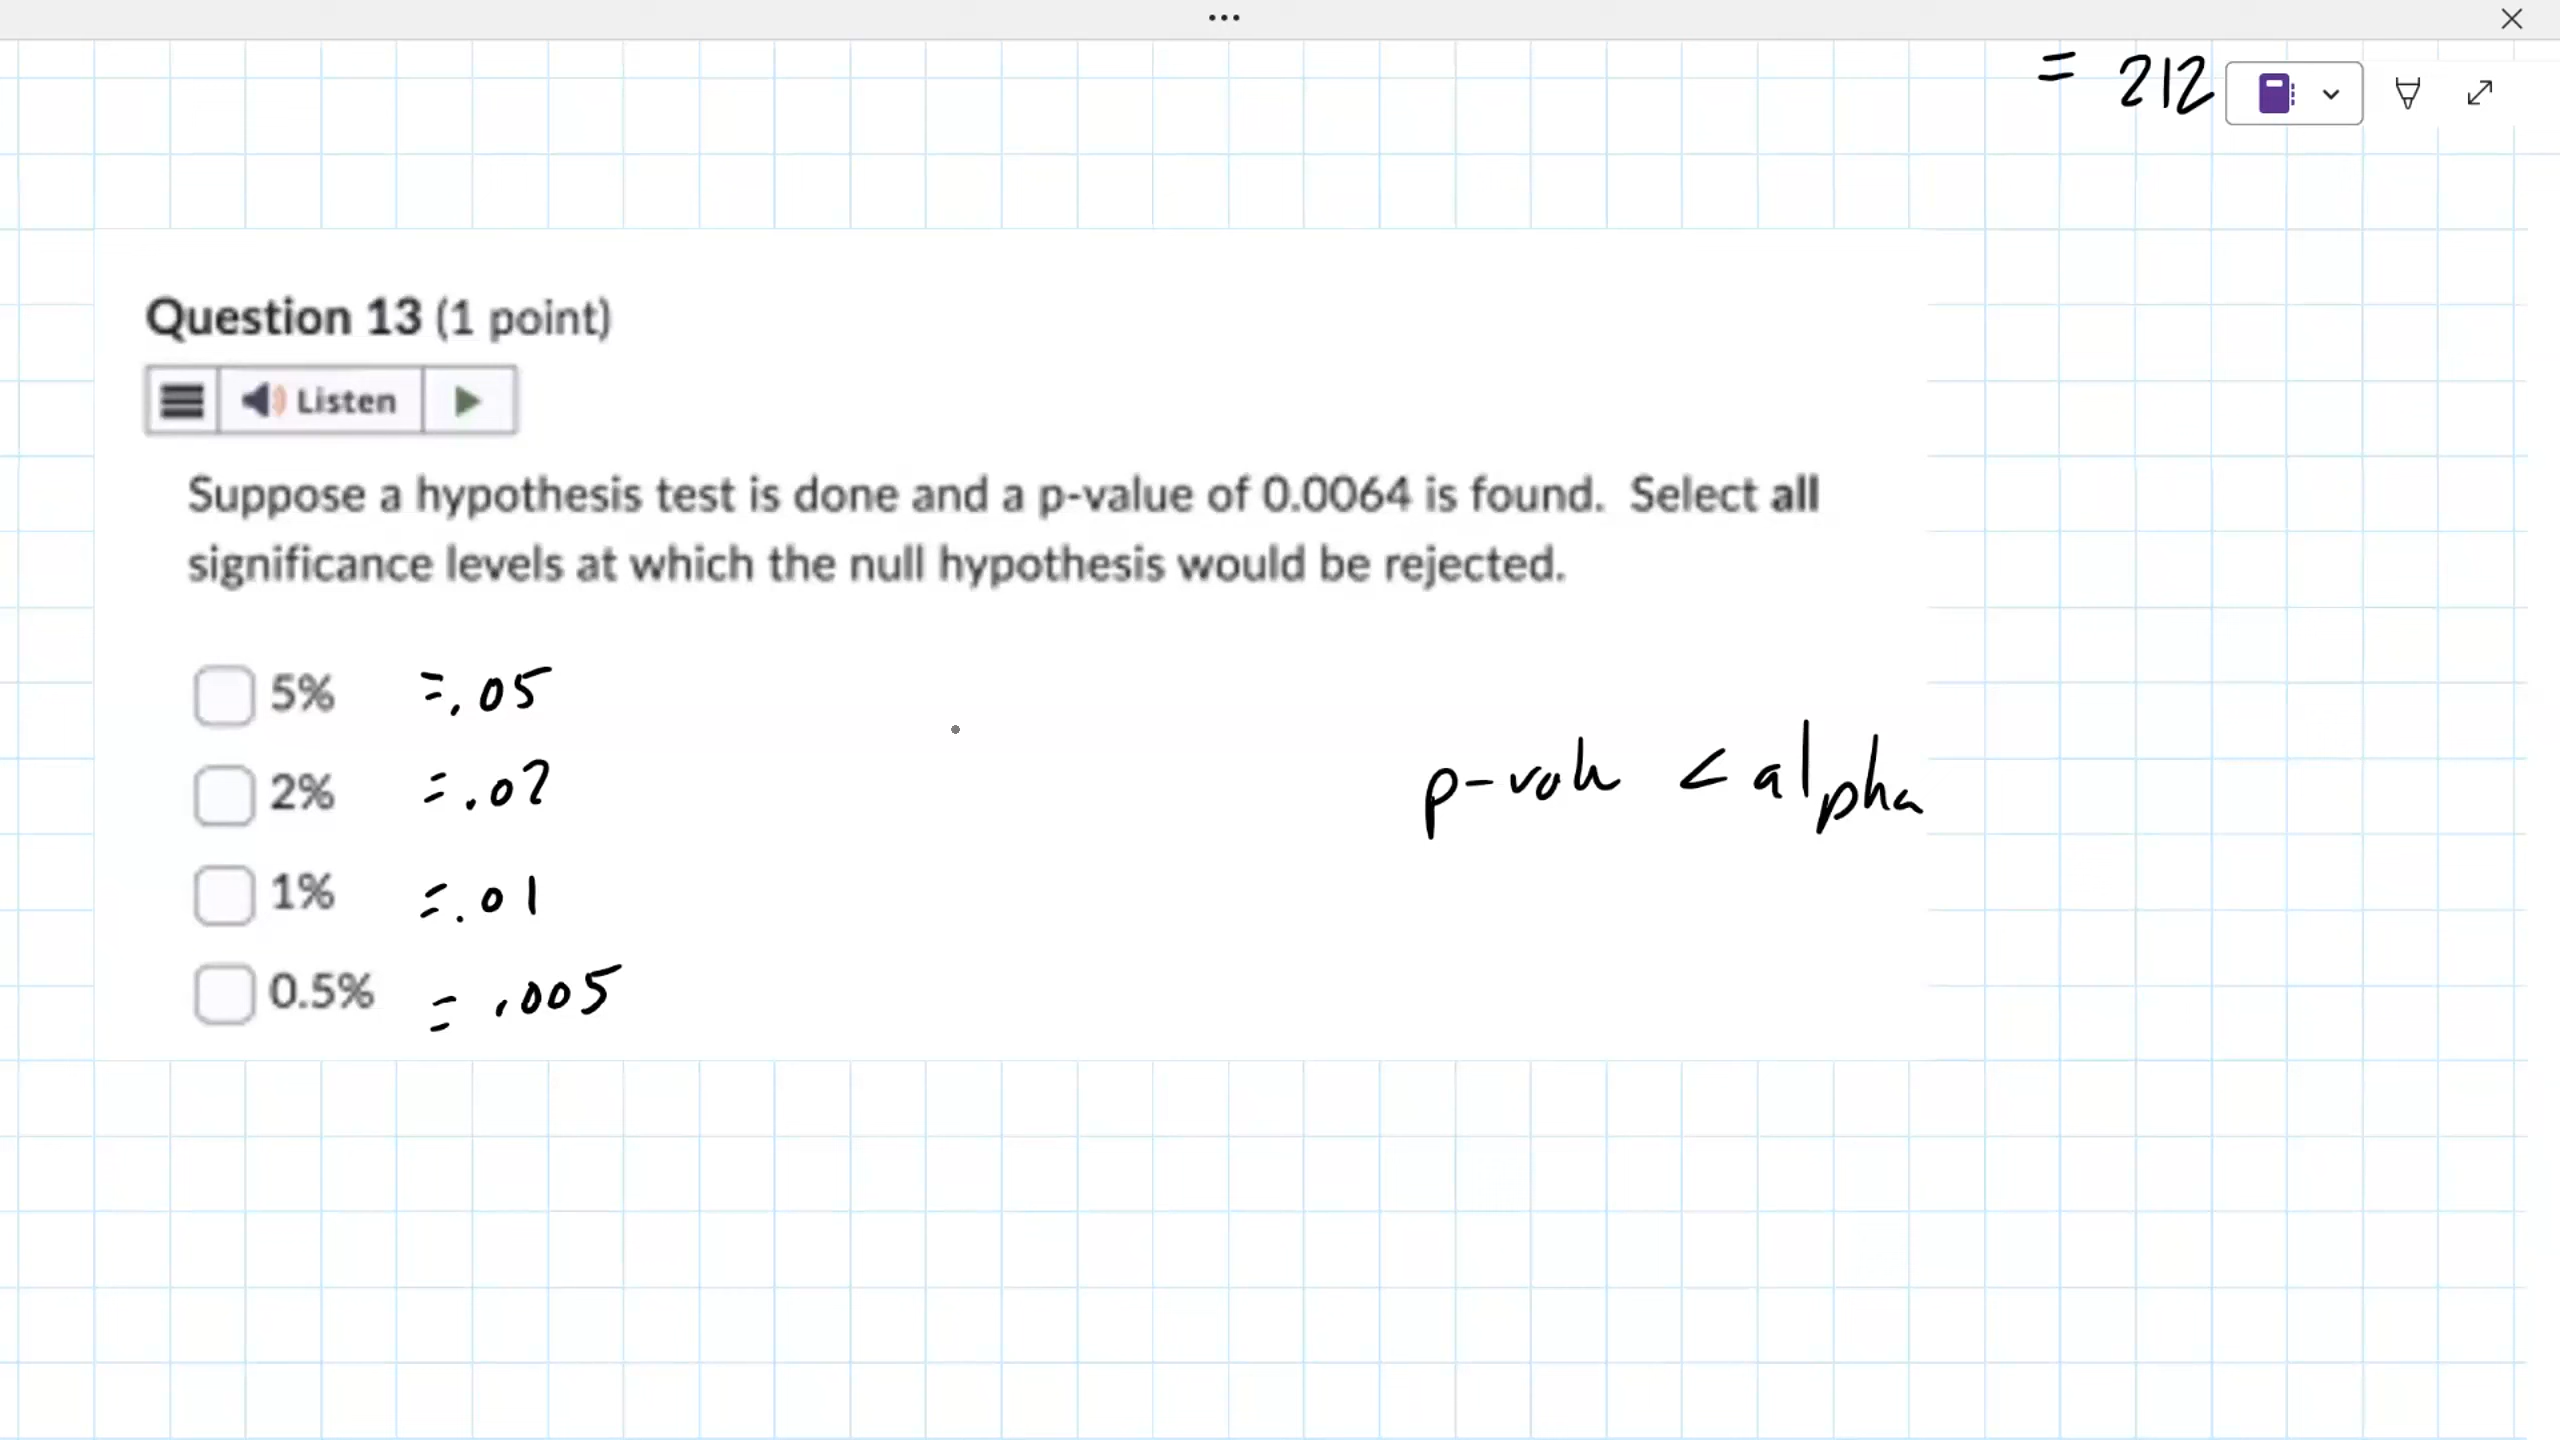 = 212
Question 13 (1 point)
Listen
Suppose a hypothesis test is done and a p-value of 0.0064 is found. Select all
significance levels at which the null hypothesis would be rejected.
5% =.05
2% =.02
p-value < alpha
1% =.01
0.5% = .005